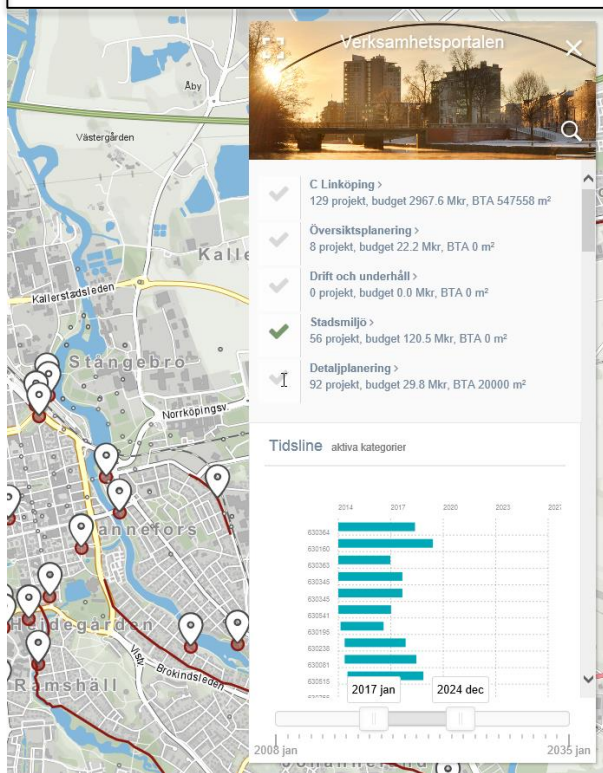 Åby
Västergården
Kalle
Kallerstadsleden
Stångebro
Norrköpingsv.
annefors
Heidegården
Vistv
Brokindsleden
Ramshäll
Verksamhetsportalen
C Linköping >
129 projekt, budget 2967.6 Mkr, BTA 547558 m²
Översiktsplanering >
8 projekt, budget 22.2 Mkr, BTA 0 m²
Drift och underhåll >
0 projekt, budget 0.0 Mkr, BTA 0 m²
Stadsmiljö >
56 projekt, budget 120.5 Mkr, BTA 0 m²
Detaljplanering >
92 projekt, budget 29.8 Mkr, BTA 20000 m²
Tidsline aktiva kategorier
2014 2017 2020 2023 202
630364
630160
630363
630345
630345
630541
630195
630238
630081
630515
2017 jan 2024 dec
2008 jan 2035 jan